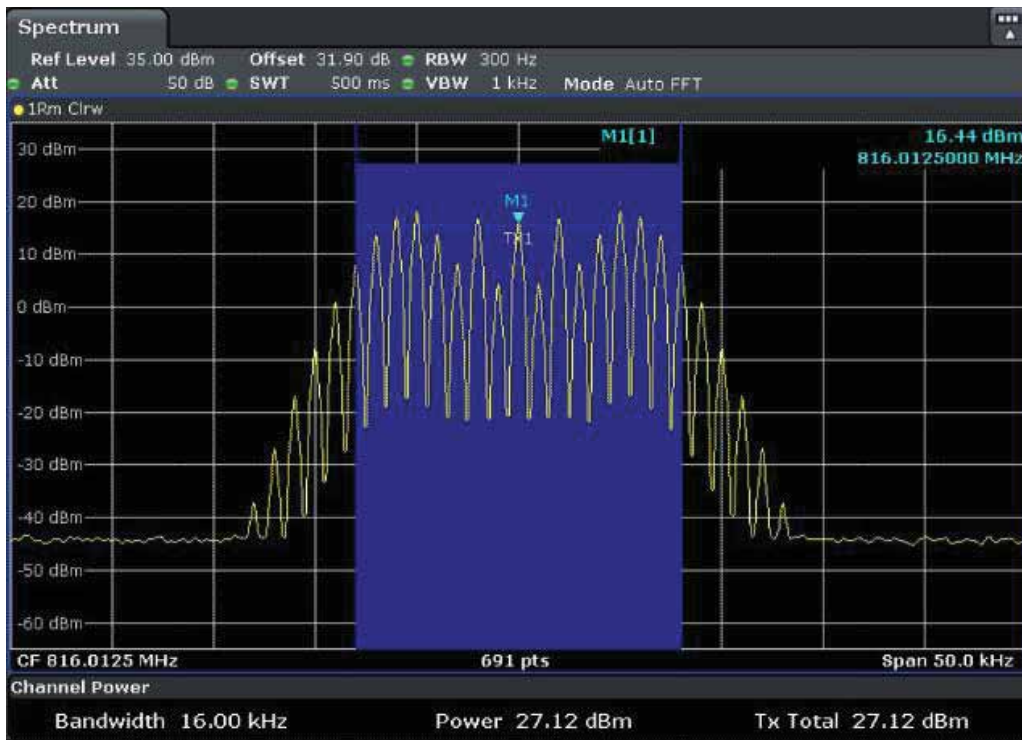 Spectrum
Ref Level 35.00 dBm Offset 31.90 dB RBW 300 Hz
Att 50 dB SWT 500 ms VBW 1 kHz Mode Auto FFT
1Rm Clrw
M1[1] 16.44 dBm
816.0125000 MHz
30 dBm
20 dBm
M1
TX1
10 dBm
0 dBm
-10 dBm
-20 dBm
-30 dBm
-40 dBm
-50 dBm
-60 dBm
CF 816.0125 MHz 691 pts Span 50.0 kHz
Channel Power
Bandwidth 16.00 kHz Power 27.12 dBm Tx Total 27.12 dBm